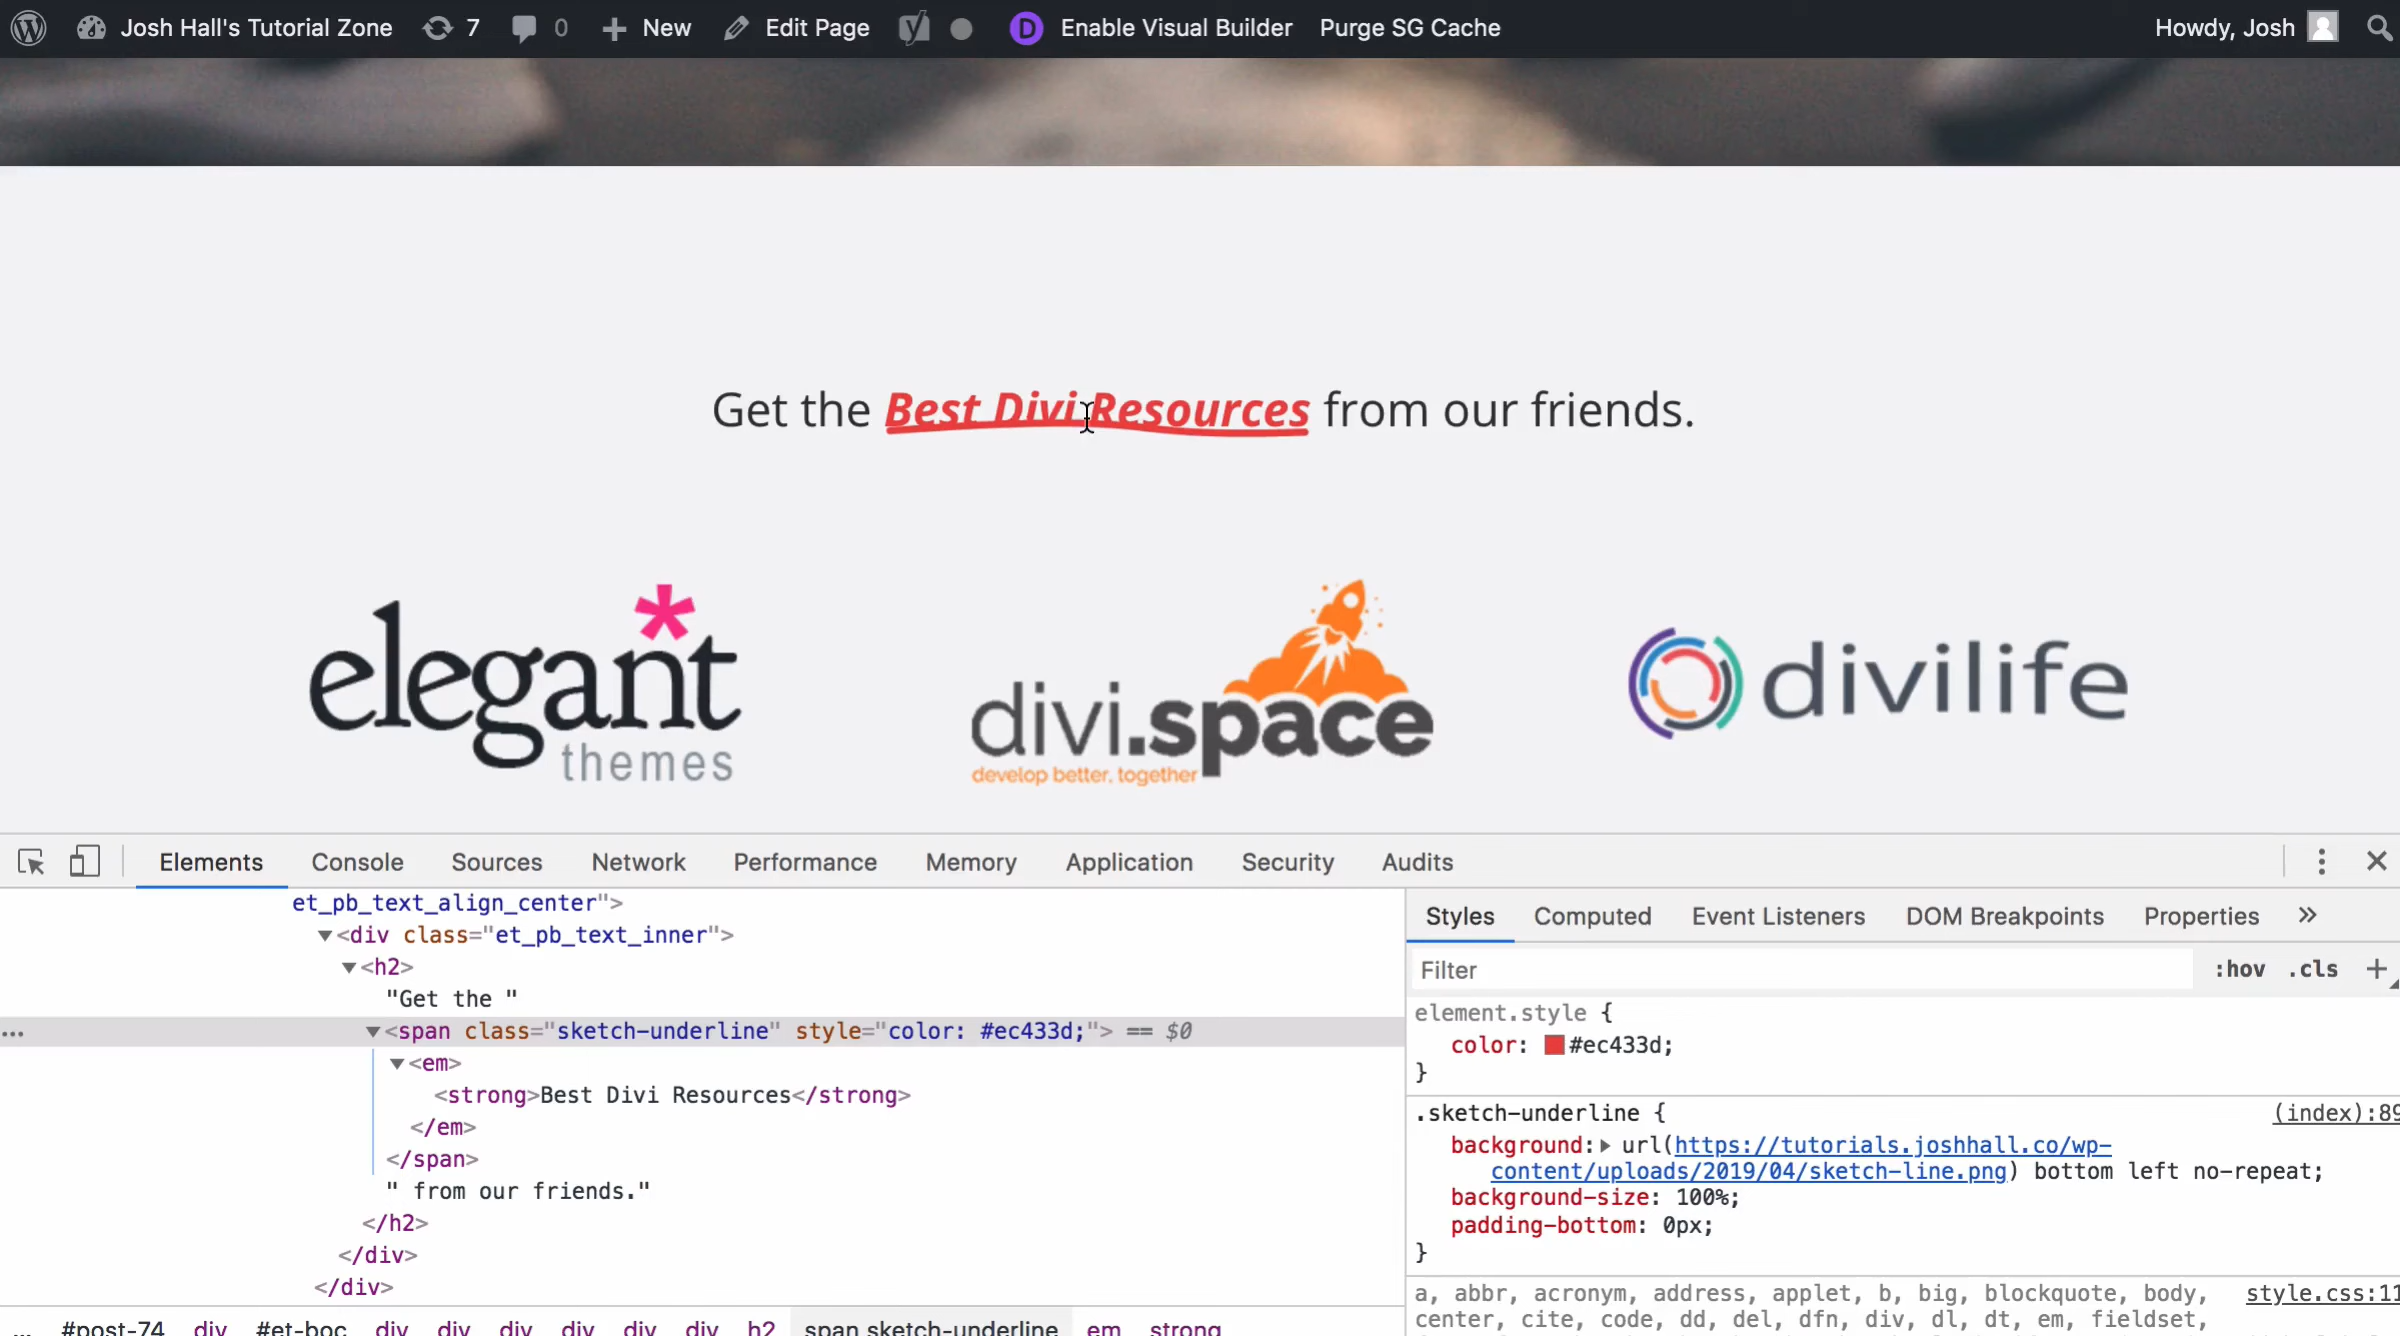 Josh Hall's Tutorial Zone 7 0 New Edit Page Enable Visual Builder Purge SG Cache Howdy, Josh
Get the Best Divi Resources from our friends.
elegant themes
divi.space
develop better, together
divilife
Elements Console Sources Network Performance Memory Application Security Audits
et_pb_text_align_center">
<div class="et_pb_text_inner">
<h2>
"Get the "
<span class="sketch-underline" style="color: #ec433d;"> == $0
<em>
<strong>Best Divi Resources</strong>
</em>
</span>
" from our friends."
</h2>
</div>
</div>
... #post-74 div #et-boc div div div div div div h2 span.sketch-underline em strong
Styles Computed Event Listeners DOM Breakpoints Properties »
Filter :hov .cls +
element.style {
color: #ec433d;
}
.sketch-underline { (index):89
background: url(https://tutorials.joshhall.co/wp-
content/uploads/2019/04/sketch-line.png) bottom left no-repeat;
background-size: 100%;
padding-bottom: 0px;
}
a, abbr, acronym, address, applet, b, big, blockquote, body, style.css:11
center, cite, code, dd, del, dfn, div, dl, dt, em, fieldset,